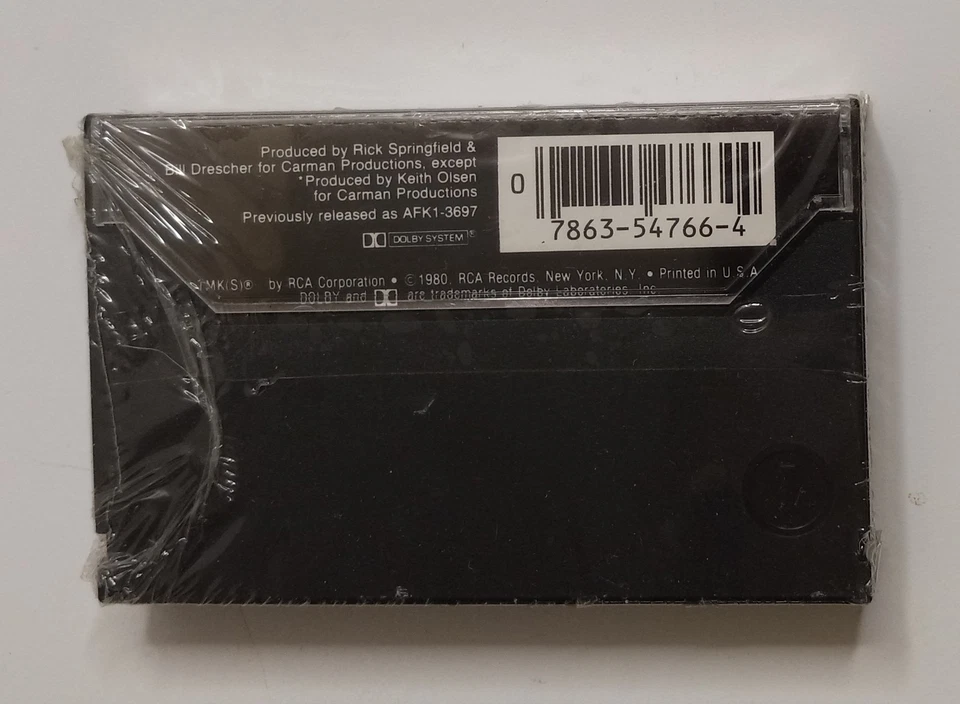 Produced by Rick Springfield &
Bill Drescher for Carman Productions, except
*Produced by Keith Olsen
for Carman Productions
Previously released as AFK1-3697
DOLBY SYSTEM®
0
7863-54766-4
TMK(S)® by RCA Corporation • ©1980, RCA Records, New York, N.Y. • Printed in U.S.A.
DOLBY and are trademarks of Dolby Laboratories, Inc.